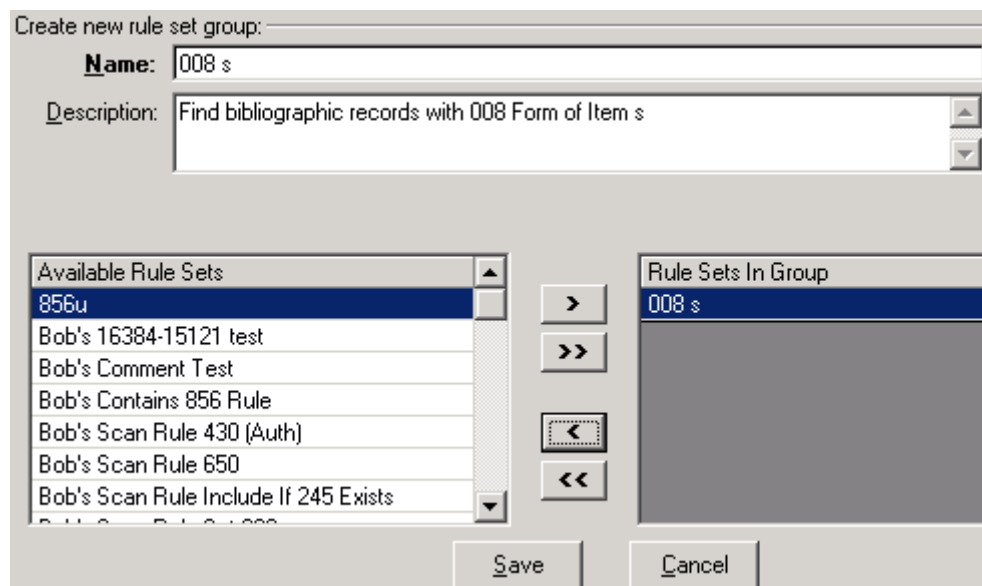 Create new rule set group:
Name: 008 s
Description: Find bibliographic records with 008 Form of Item s
Available Rule Sets
856u
Bob's 16384-15121 test
Bob's Comment Test
Bob's Contains 856 Rule
Bob's Scan Rule 430 (Auth)
Bob's Scan Rule 650
Bob's Scan Rule Include If 245 Exists
>
>>
<
<<
Rule Sets In Group
008 s
Save Cancel